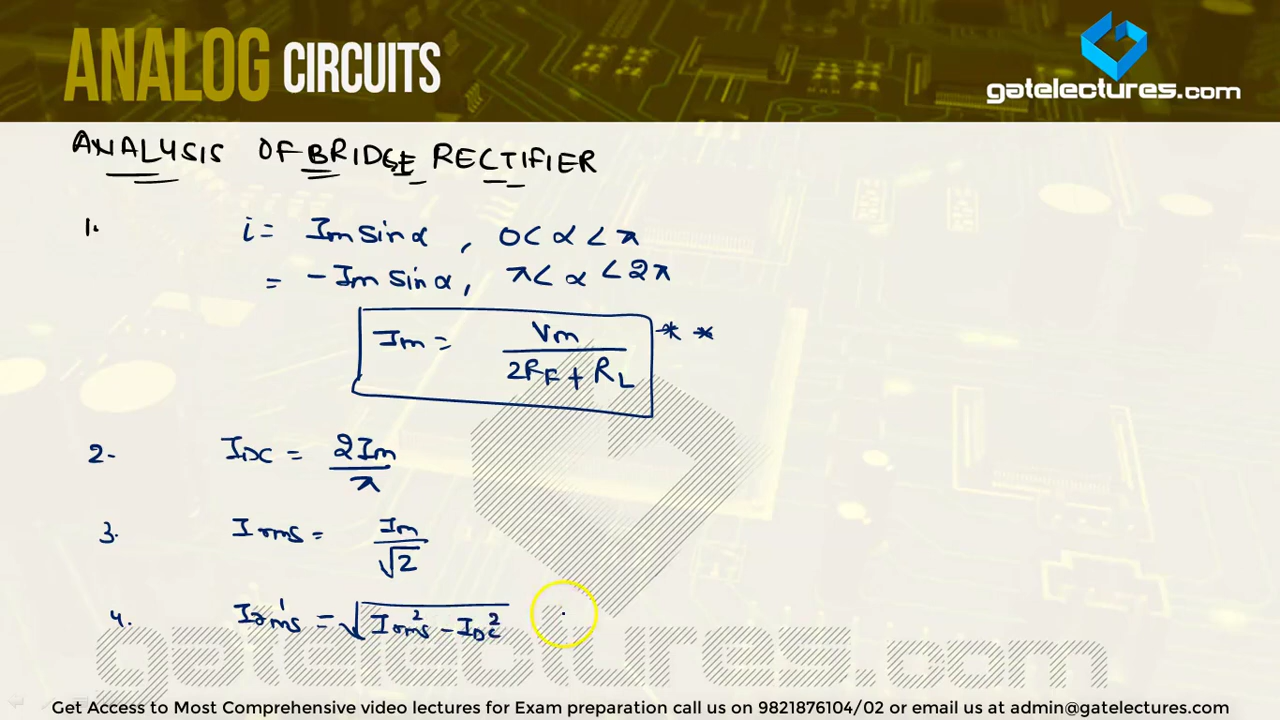 ANALOG CIRCUITS
gatelectures.com
ANALYSIS OF BRIDGE RECTIFIER
1. i = Im sin α , 0 < α < π
= -Im sin α, π < α < 2π
Im = Vm / (2RF + RL) * *
2- IDC = 2Im / π
3. Irms = Im / √2
4. I'rms = √(Irms² - IDC²)
gatelectures.com
Get Access to Most Comprehensive video lectures for Exam preparation call us on 9821876104/02 or email us at admin@gatelectures.com